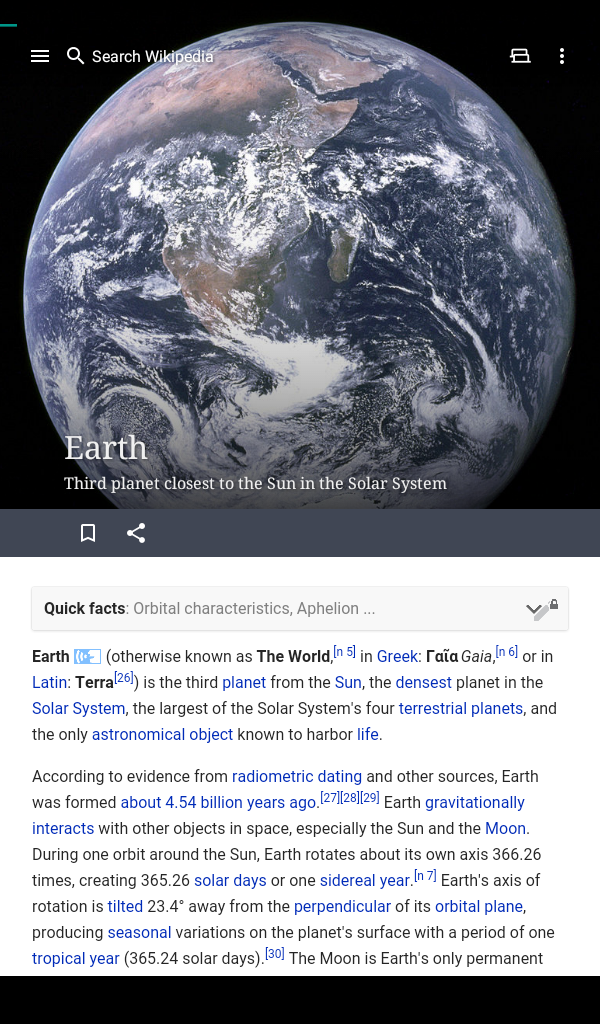 Search Wikipedia
Earth
Third planet closest to the Sun in the Solar System
Quick facts: Orbital characteristics, Aphelion ...
Earth (otherwise known as The World,[n 5] in Greek: Γαῖα Gaia,[n 6] or in
Latin: Terra[26]) is the third planet from the Sun, the densest planet in the
Solar System, the largest of the Solar System's four terrestrial planets, and
the only astronomical object known to harbor life.
According to evidence from radiometric dating and other sources, Earth
was formed about 4.54 billion years ago.[27][28][29] Earth gravitationally
interacts with other objects in space, especially the Sun and the Moon.
During one orbit around the Sun, Earth rotates about its own axis 366.26
times, creating 365.26 solar days or one sidereal year.[n 7] Earth's axis of
rotation is tilted 23.4° away from the perpendicular of its orbital plane,
producing seasonal variations on the planet's surface with a period of one
tropical year (365.24 solar days).[30] The Moon is Earth's only permanent